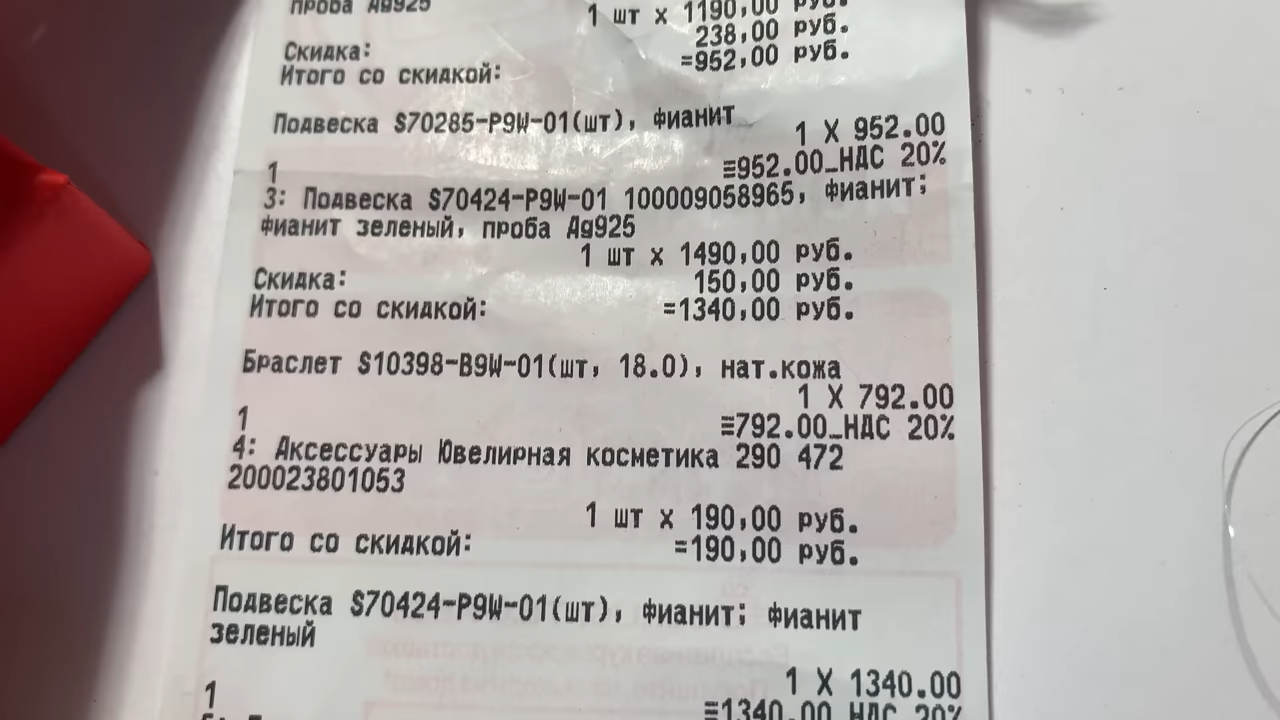 проба Ag925
1 шт х 1190,00 руб.
238,00 руб.
Скидка:
=952,00 руб.
Итого со скидкой:
Подвеска S70285-P9W-01(шт), фианит
1 X 952.00
1
≡952.00_НДС 20%
3: Подвеска S70424-P9W-01 100009058965, фианит;
фианит зеленый, проба Ag925
1 шт х 1490,00 руб.
Скидка: 150,00 руб.
Итого со скидкой: =1340,00 руб.
Браслет S10398-B9W-01(шт, 18.0), нат.кожа
1 X 792.00
1
≡792.00_НДС 20%
4: Аксессуары Ювелирная косметика 290 472
200023801053
1 шт х 190,00 руб.
Итого со скидкой: =190,00 руб.
Подвеска S70424-P9W-01(шт), фианит; фианит
зеленый
1 X 1340.00
1
≡1340.00 НДС 20%